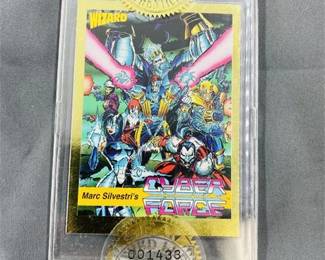 WIZARD
Marc Silvestri's
CYBER
FORCE
001433